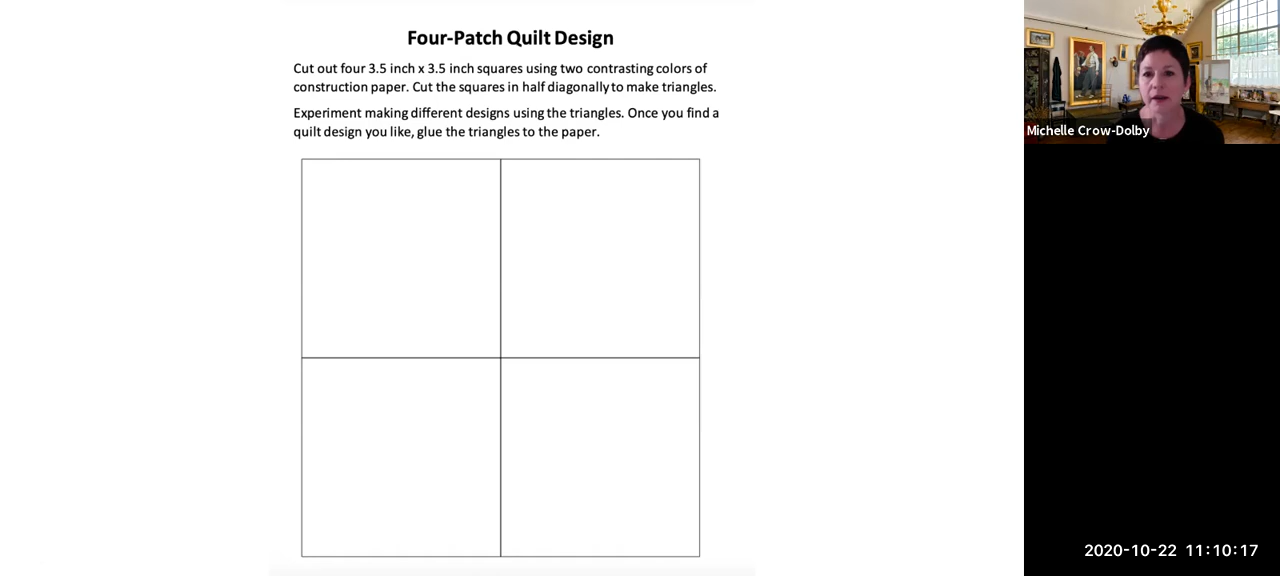 Four-Patch Quilt Design
Cut out four 3.5 inch x 3.5 inch squares using two contrasting colors of
construction paper. Cut the squares in half diagonally to make triangles.
Experiment making different designs using the triangles. Once you find a
quilt design you like, glue the triangles to the paper.
Michelle Crow-Dolby
2020-10-22 11:10:17